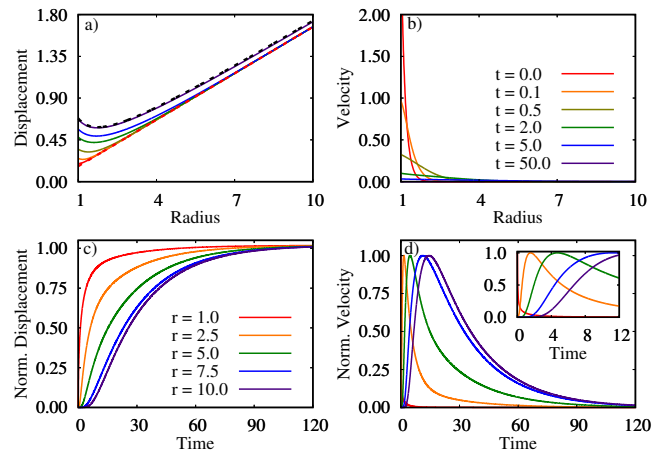 1.80
1.35
0.90
0.45
0.00
Displacement
a)
1 4 7 10
Radius
2.00
1.50
1.00
0.50
0.00
Velocity
b)
t = 0.0
0.1
t = 0.5
t = 2.0
t = 5.0
t = 50.0
1 4 7 10
Radius
1.00
0.75
0.50
0.25
0.00
Norm. Displacement
c)
r = 1.0
r = 2.5
r = 5.0
r = 7.5
r = 10.0
0 30 60 90 120
Time
1.00
0.75
0.50
0.25
0.00
Norm. Velocity
d)
1.0
0.5
0.0
0 4 8 12
Time
0 30 60 90 120
Time